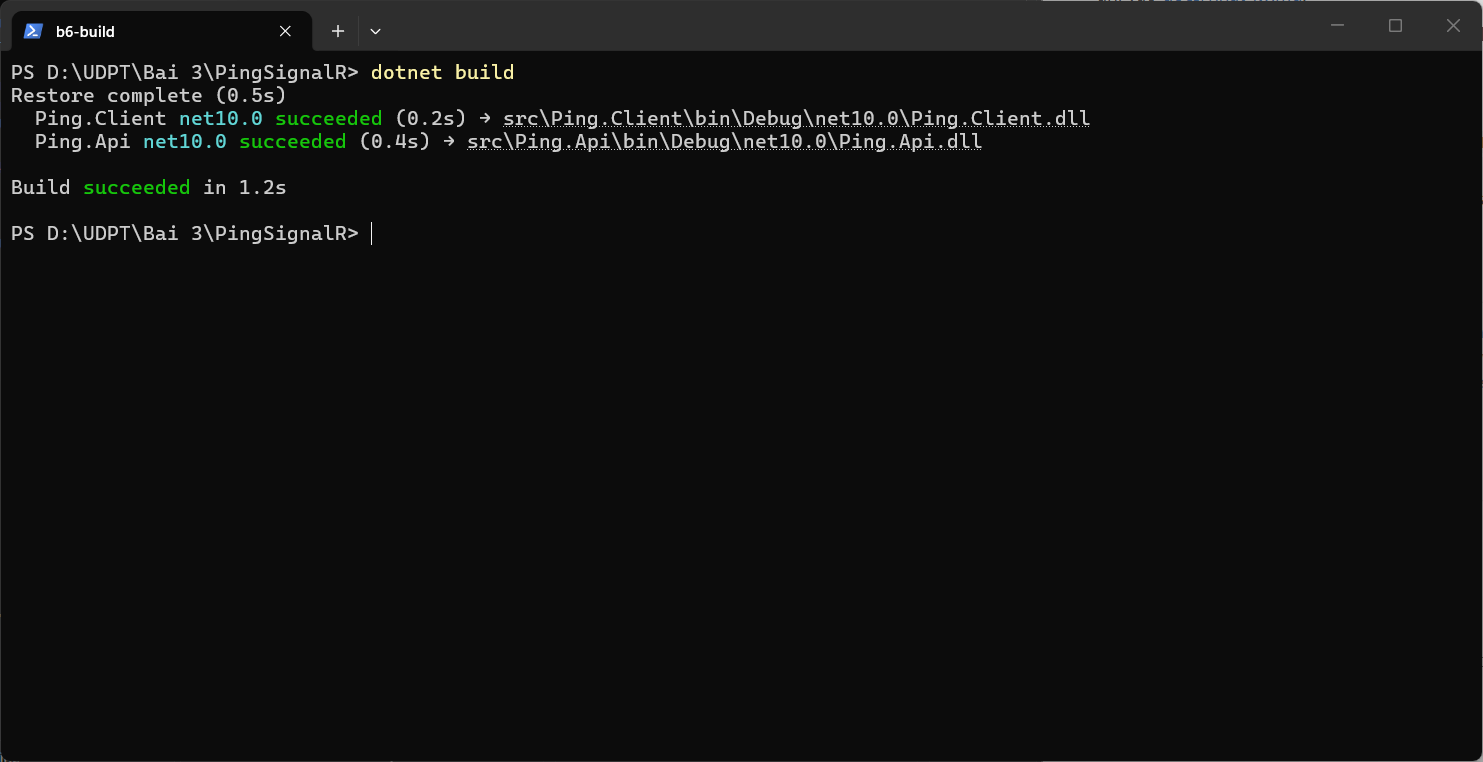 b6-build
PS D:\UDPT\Bai 3\PingSignalR> dotnet build
Restore complete (0.5s)
Ping.Client net10.0 succeeded (0.2s) → src\Ping.Client\bin\Debug\net10.0\Ping.Client.dll
Ping.Api net10.0 succeeded (0.4s) → src\Ping.Api\bin\Debug\net10.0\Ping.Api.dll
Build succeeded in 1.2s
PS D:\UDPT\Bai 3\PingSignalR>